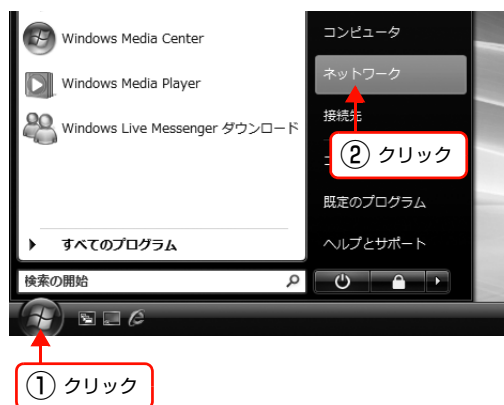 Windows Media Center
Windows Media Player
Windows Live Messenger ダウンロード
すべてのプログラム
検索の開始
コンピュータ
ネットワーク
接続先
② クリック
既定のプログラム
ヘルプとサポート
① クリック